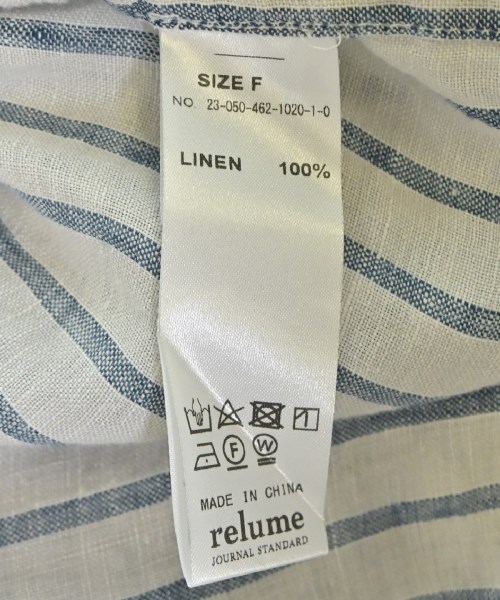 SIZE F
NO. 23-050-462-1020-1-0
LINEN 100%
F W
MADE IN CHINA
relume
JOURNAL STANDARD